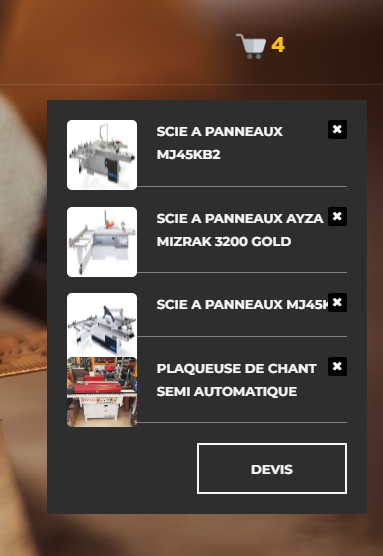 4
SCIE A PANNEAUX
MJ45KB2
SCIE A PANNEAUX AYZA
MIZRAK 3200 GOLD
SCIE A PANNEAUX MJ45K
PLAQUEUSE DE CHANT
SEMI AUTOMATIQUE
DEVIS